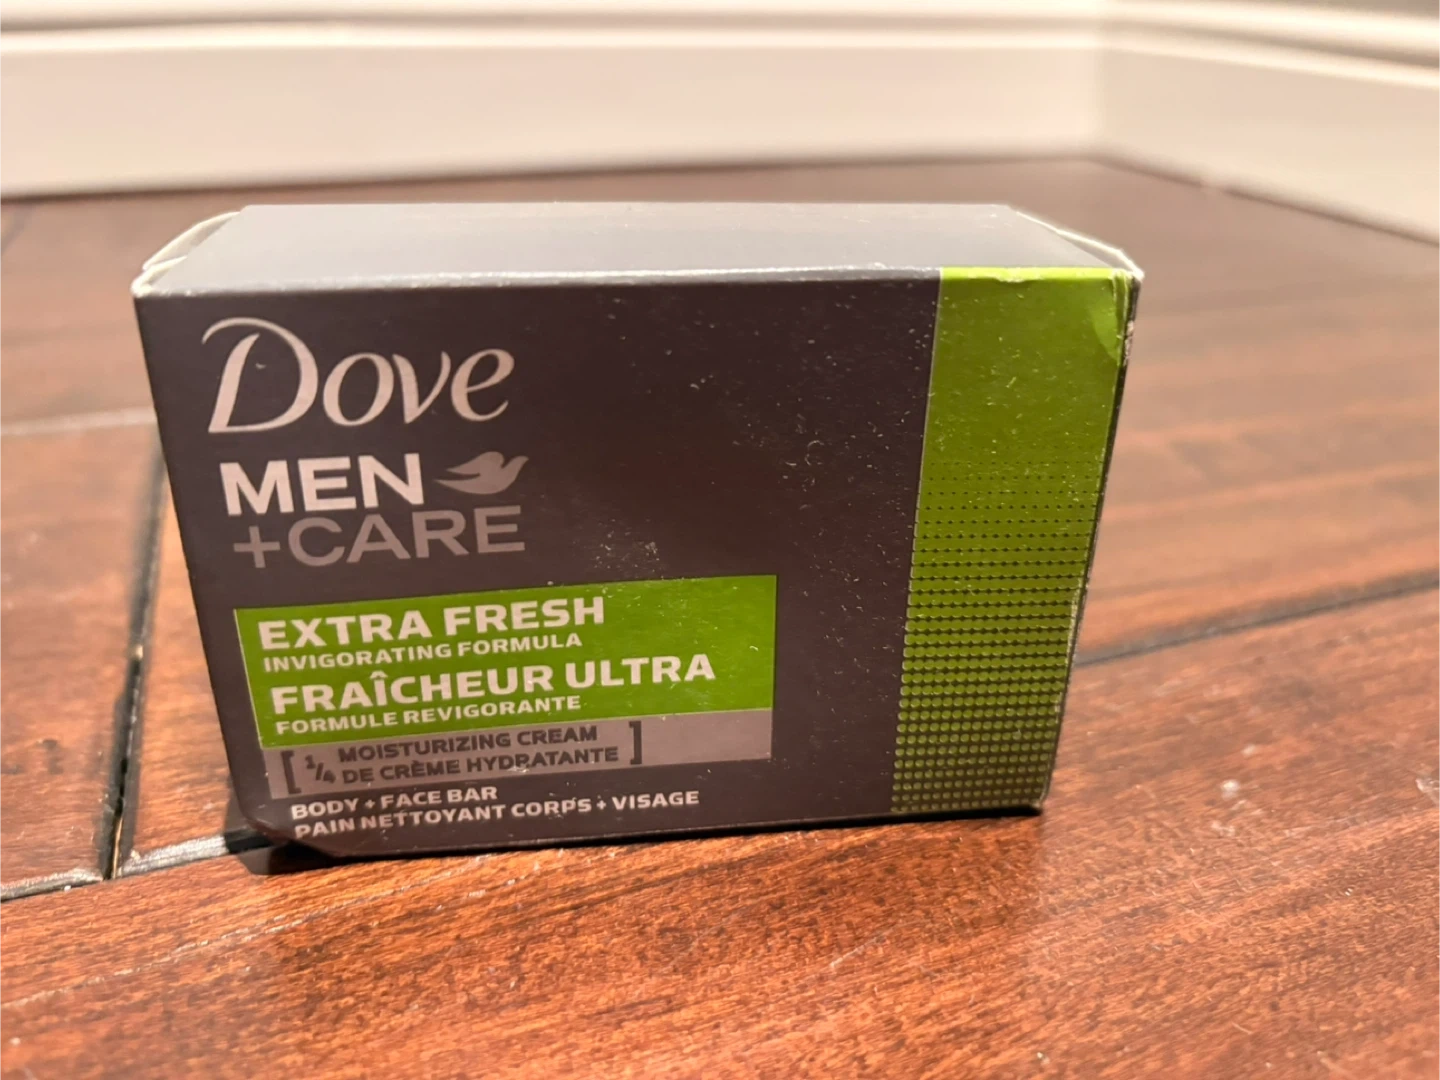 Dove
MEN
+CARE
EXTRA FRESH
INVIGORATING FORMULA
FRAÎCHEUR ULTRA
FORMULE REVIGORANTE
[ 1/4 MOISTURIZING CREAM
DE CRÈME HYDRATANTE ]
BODY + FACE BAR
PAIN NETTOYANT CORPS + VISAGE